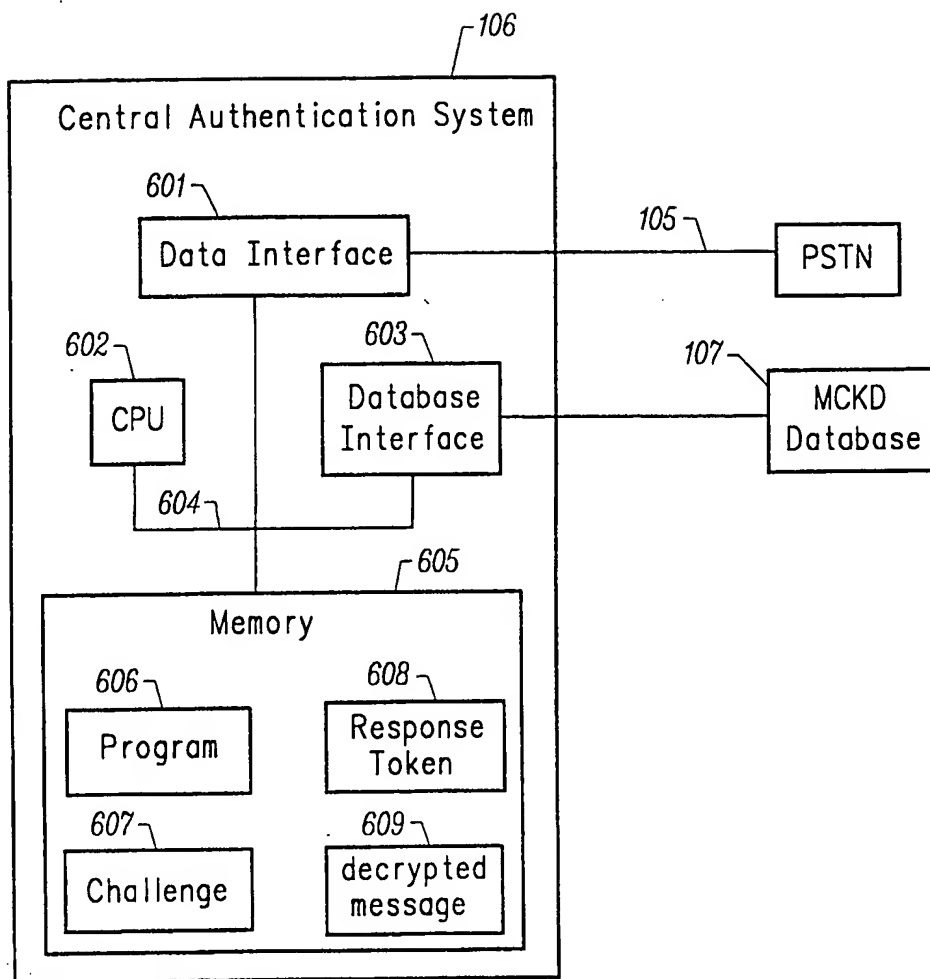 106
Central Authentication System
601
Data Interface
105
PSTN
602
CPU
603
Database
Interface
107
MCKD
Database
604
605
Memory
606
Program
608
Response
Token
607
Challenge
609
decrypted
message